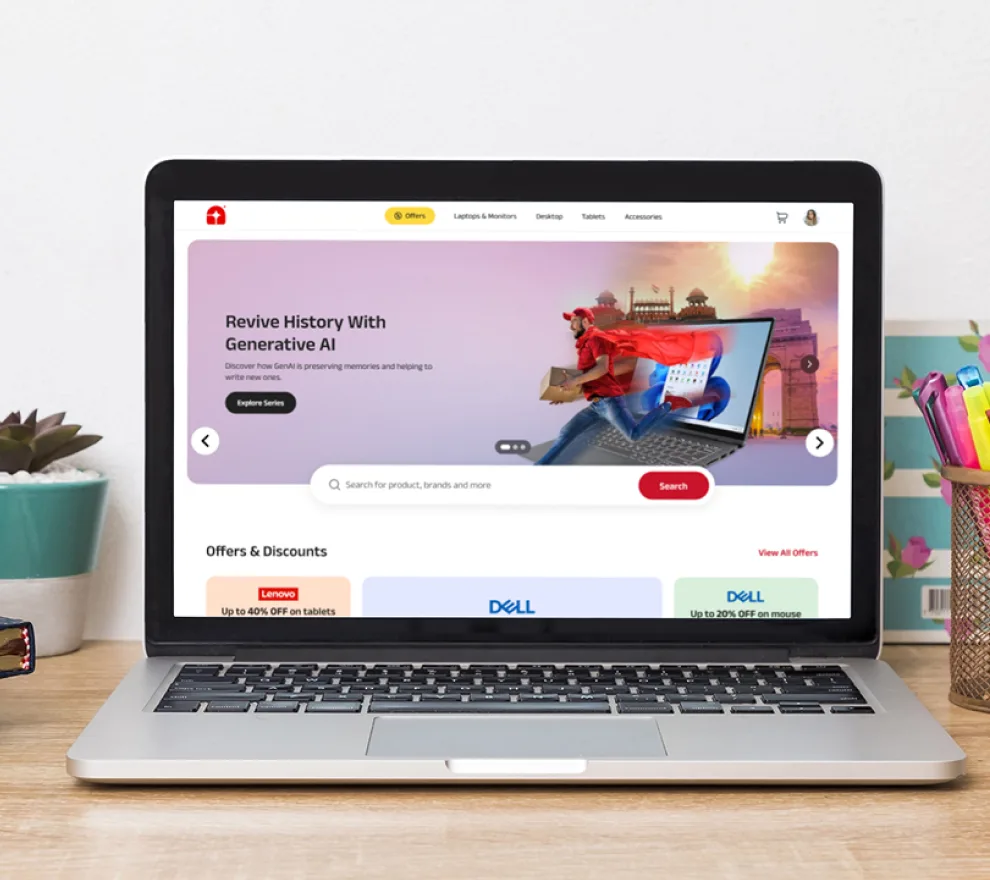 Offers
Laptops & Monitors
Desktop
Tablets
Accessories
Revive History With
Generative AI
Discover how GenAI is preserving memories and helping to
write new ones.
Explore Series
Search for product, brands and more
Search
Offers & Discounts
View All Offers
Lenovo
Up to 40% OFF on tablets
DELL
DELL
Up to 20% OFF on mouse